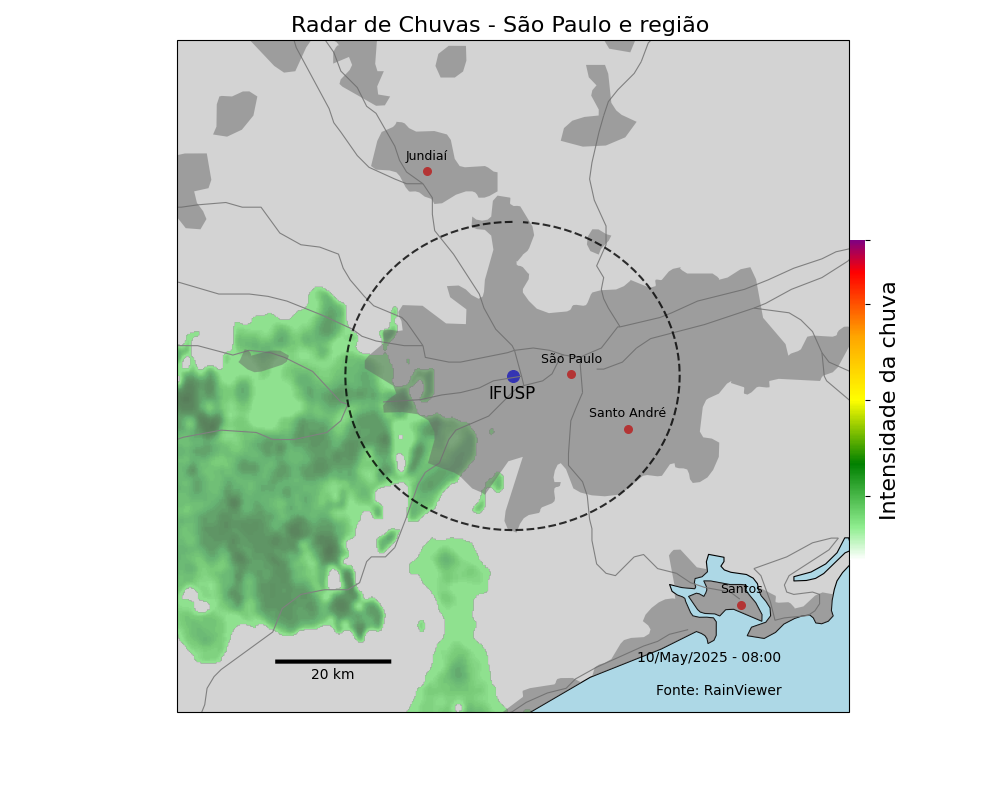 Radar de Chuvas - São Paulo e região
Jundiaí
São Paulo
IFUSP
Santo André
Intensidade da chuva
Santos
10/May/2025 - 08:00
20 km
Fonte: RainViewer